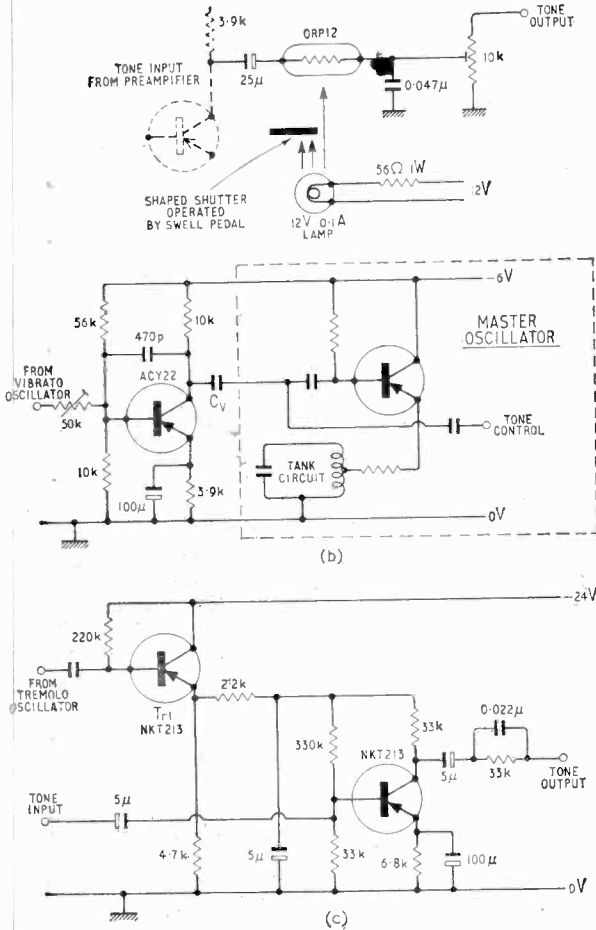 3.9k
ORP12
TONE
OUTPUT
TONE INPUT
FROM PREAMPLIFIER
25μ
10k
0.047μ
SHAPED SHUTTER
OPERATED
BY SWELL PEDAL
56Ω 1W
12V
12V 0.1A
LAMP
-6V
56k
10k
470p
MASTER
OSCILLATOR
FROM
VIBRATO
OSCILLATOR
ACY22
50k
CV
TONE
CONTROL
10k
TANK
CIRCUIT
100μ
3.9k
0V
(b)
-24V
220k
FROM
TREMOLO
OSCILLATOR
Tr1
NKT213
2.2k
330k
33k
0.022μ
NKT213
5μ
33k
TONE
OUTPUT
TONE
INPUT
5μ
4.7k
5μ
33k
6.8k
100μ
0V
(c)